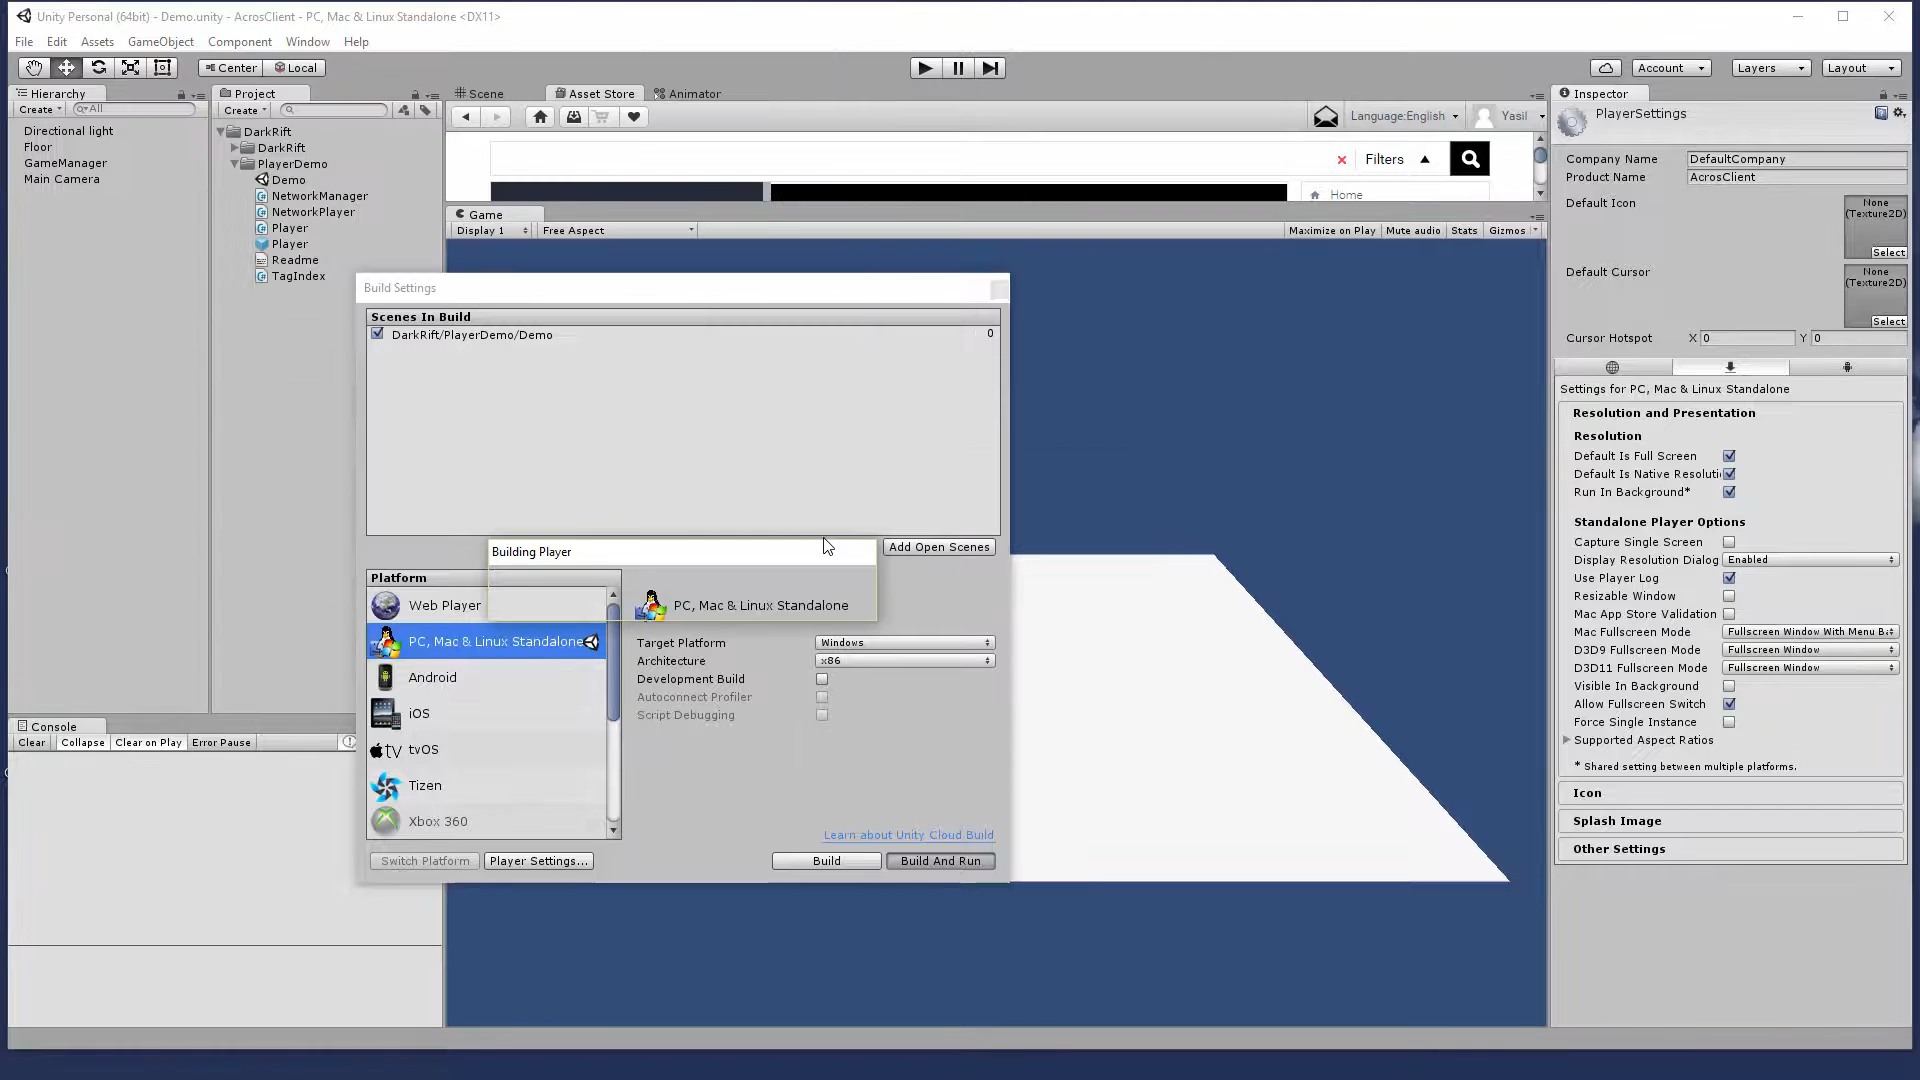 Unity Personal (64bit) - Demo.unity - AcrosClient - PC, Mac & Linux Standalone <DX11>
File Edit Assets GameObject Component Window Help
Center Local
Account Layers Layout
Hierarchy
Create All
Directional light
Floor
GameManager
Main Camera
Project
Create
DarkRift
DarkRift
PlayerDemo
Demo
NetworkManager
NetworkPlayer
Player
Player
Readme
TagIndex
Scene Asset Store Animator
Language:English Yasil
Filters
Home
Game
Display 1 Free Aspect Maximize on Play Mute audio Stats Gizmos
Build Settings
Scenes In Build
DarkRift/PlayerDemo/Demo 0
Add Open Scenes
Building Player
Platform
Web Player
PC, Mac & Linux Standalone
Android
iOS
tv tvOS
Tizen
Xbox 360
PC, Mac & Linux Standalone
Target Platform Windows
Architecture x86
Development Build
Autoconnect Profiler
Script Debugging
Learn about Unity Cloud Build
Switch Platform Player Settings... Build Build And Run
Console
Clear Collapse Clear on Play Error Pause
Inspector
PlayerSettings
Company Name DefaultCompany
Product Name AcrosClient
Default Icon
None
(Texture2D)
Select
Default Cursor
None
(Texture2D)
Select
Cursor Hotspot X 0 Y 0
Settings for PC, Mac & Linux Standalone
Resolution and Presentation
Resolution
Default Is Full Screen
Default Is Native Resoluti
Run In Background*
Standalone Player Options
Capture Single Screen
Display Resolution Dialog Enabled
Use Player Log
Resizable Window
Mac App Store Validation
Mac Fullscreen Mode Fullscreen Window With Menu Ba
D3D9 Fullscreen Mode Fullscreen Window
D3D11 Fullscreen Mode Fullscreen Window
Visible In Background
Allow Fullscreen Switch
Force Single Instance
Supported Aspect Ratios
* Shared setting between multiple platforms.
Icon
Splash Image
Other Settings